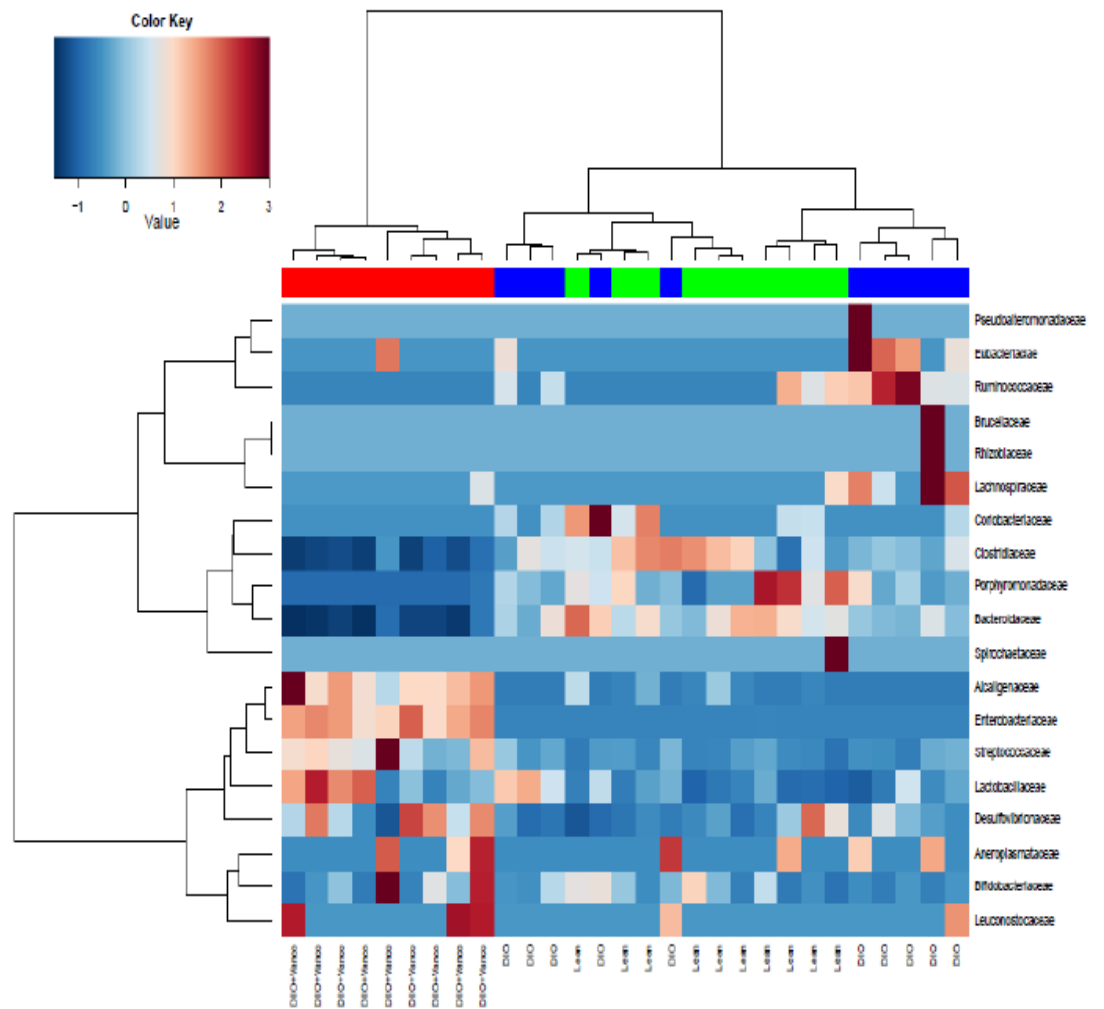 Color Key
−1 0 1 2 3
Value
Pseudoalteromonadaceae
Eubacteriaceae
Ruminococcaceae
Brucellaceae
Rhizobiaceae
Lachnospiraceae
Coriobacteriaceae
Clostridiaceae
Porphyromonadaceae
Bacteroidaceae
Spirochaetaceae
Alcaligenaceae
Enterobacteriaceae
Streptococcaceae
Lactobacillaceae
Desulfovibrionaceae
Aneroplasmataceae
Bifidobacteriaceae
Leuconostocaceae
DIO+Vanco
DIO+Vanco
DIO+Vanco
DIO+Vanco
DIO+Vanco
DIO+Vanco
DIO+Vanco
DIO+Vanco
DIO+Vanco
DIO
DIO
DIO
Lean
DIO
Lean
Lean
DIO
Lean
Lean
Lean
Lean
Lean
Lean
Lean
DIO
DIO
DIO
DIO
DIO